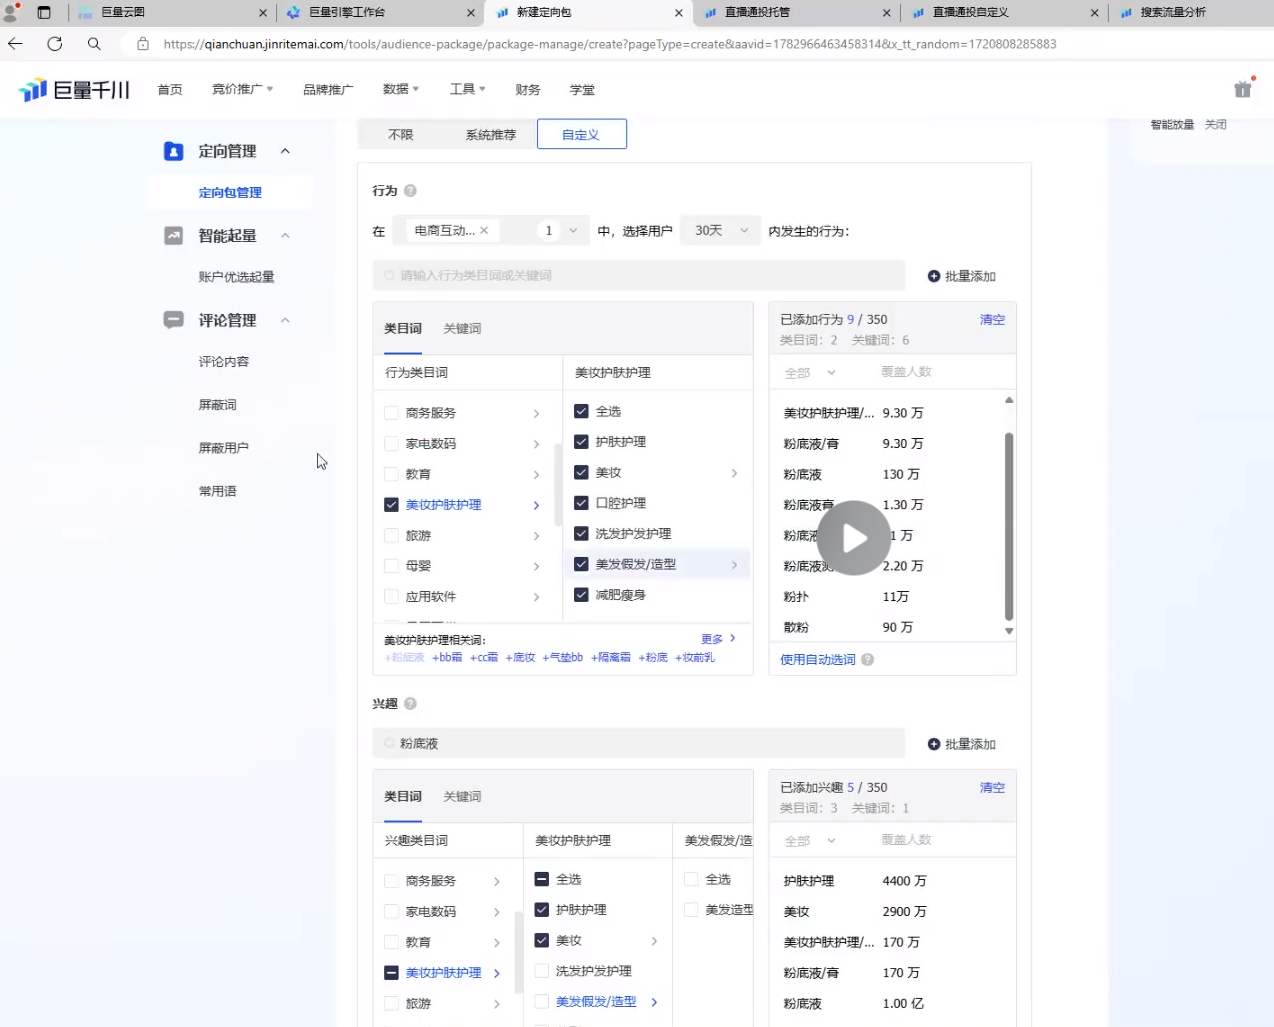 巨量云图
巨量引擎工作台
新建定向包
直播通投托管
直播通投自定义
搜索流量分析
https://qianchuan.jinritemai.com/tools/audience-package/package-manage/create?pageType=create&aavid=1782966463458314&x_tt_random=1720808285883
巨量千川 首页 竞价推广 品牌推广 数据 工具 财务 学堂
智能放量 关闭
定向管理
定向包管理
智能起量
账户优选起量
评论管理
评论内容
屏蔽词
屏蔽用户
常用语
不限 系统推荐 自定义
行为
在 电商互动... 1 中，选择用户 30天 内发生的行为：
请输入行为类目词或关键词 批量添加
类目词 关键词
行为类目词 美妆护肤护理
商务服务 全选
家电数码 护肤护理
教育 美妆
美妆护肤护理 口腔护理
旅游 洗发护发护理
母婴 美发假发/造型
应用软件 减肥瘦身
美妆护肤护理相关词： 更多
+粉底液 +bb霜 +cc霜 +底妆 +气垫bb +隔离霜 +粉底 +妆前乳
已添加行为 9 / 350 清空
类目词：2 关键词：6
全部 覆盖人数
美妆护肤护理/... 9.30 万
粉底液/膏 9.30 万
粉底液 130 万
粉底液膏 1.30 万
粉底液 1 万
粉底液 2.20 万
粉扑 11万
散粉 90 万
使用自动选词
兴趣
粉底液 批量添加
类目词 关键词
兴趣类目词 美妆护肤护理 美发假发/造
商务服务 全选 全选
家电数码 护肤护理 美发造型
教育 美妆
美妆护肤护理 洗发护发护理
旅游 美发假发/造型
已添加兴趣 5 / 350 清空
类目词：3 关键词：1
全部 覆盖人数
护肤护理 4400 万
美妆 2900 万
美妆护肤护理/... 170 万
粉底液/膏 170 万
粉底液 1.00 亿